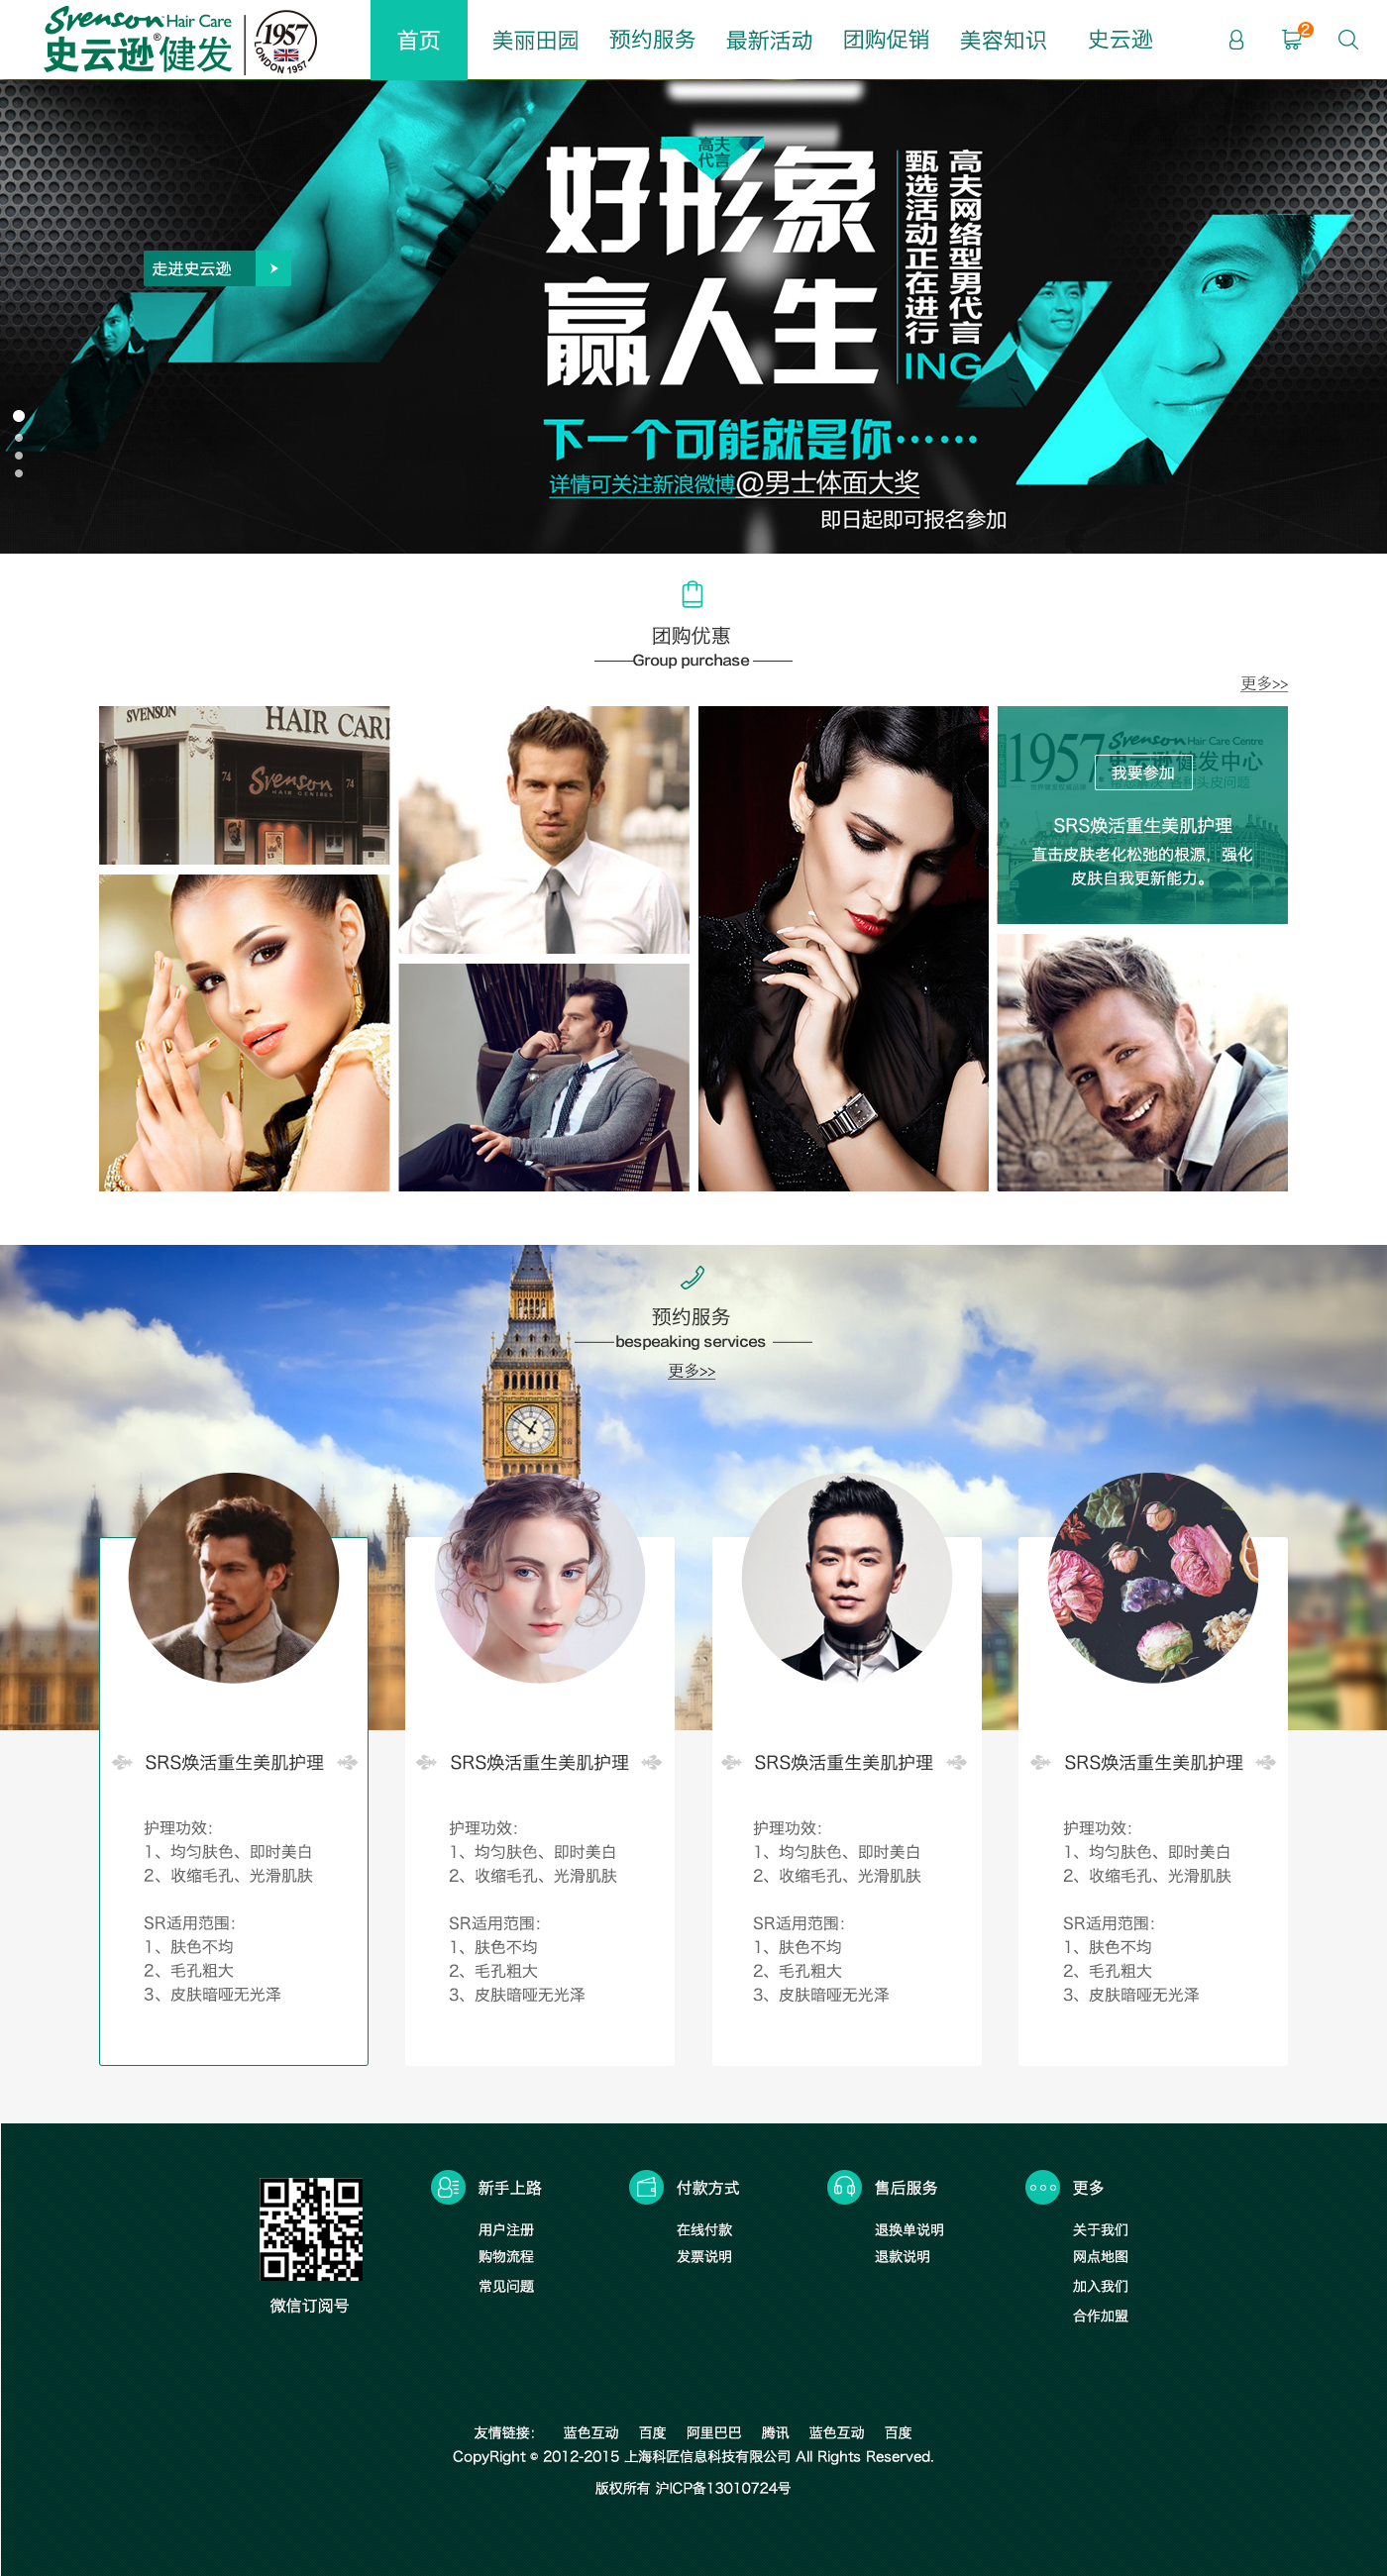 Svenson Hair Care
史云逊®健发
1957
LONDON 1957
首页
美丽田园
预约服务
最新活动
团购促销
美容知识
史云逊
2
高夫
代言
好形象
赢人生
高夫网络型男代言
甄选活动正在进行
ING
走进史云逊
下一个可能就是你……
详情可关注新浪微博@男士体面大奖
即日起即可报名参加
团购优惠
Group purchase
更多>>
SVENSON
HAIR CARE
74
Svenson
74
HAIR CENTRES
1957
Svenson Hair Care Centre
史云逊健发中心
我要参加
SRS焕活重生美肌护理
直击皮肤老化松弛的根源，强化
皮肤自我更新能力。
预约服务
bespeaking services
更多>>
SRS焕活重生美肌护理
护理功效：
1、均匀肤色、即时美白
2、收缩毛孔、光滑肌肤
SR适用范围：
1、肤色不均
2、毛孔粗大
3、皮肤暗哑无光泽
SRS焕活重生美肌护理
护理功效：
1、均匀肤色、即时美白
2、收缩毛孔、光滑肌肤
SR适用范围：
1、肤色不均
2、毛孔粗大
3、皮肤暗哑无光泽
SRS焕活重生美肌护理
护理功效：
1、均匀肤色、即时美白
2、收缩毛孔、光滑肌肤
SR适用范围：
1、肤色不均
2、毛孔粗大
3、皮肤暗哑无光泽
SRS焕活重生美肌护理
护理功效：
1、均匀肤色、即时美白
2、收缩毛孔、光滑肌肤
SR适用范围：
1、肤色不均
2、毛孔粗大
3、皮肤暗哑无光泽
微信订阅号
新手上路
用户注册
购物流程
常见问题
付款方式
在线付款
发票说明
售后服务
退换单说明
退款说明
更多
关于我们
网点地图
加入我们
合作加盟
友情链接： 蓝色互动 百度 阿里巴巴 腾讯 蓝色互动 百度
CopyRight © 2012-2015 上海科匠信息科技有限公司 All Rights Reserved.
版权所有 沪ICP备13010724号